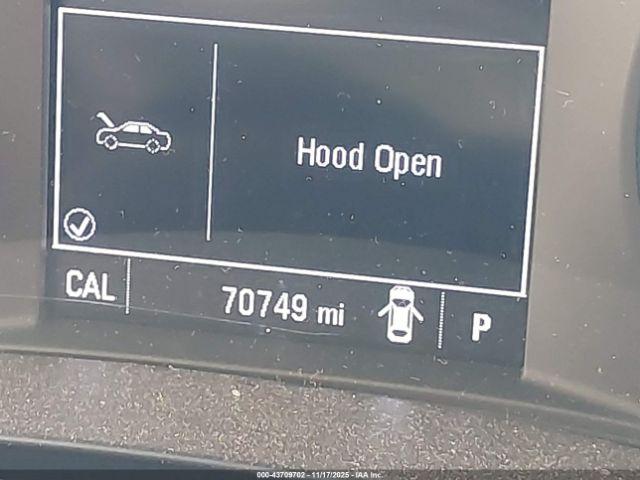 Hood Open
CAL 70749 mi P
000-43709702 - 11/17/2025 - IAA Inc.